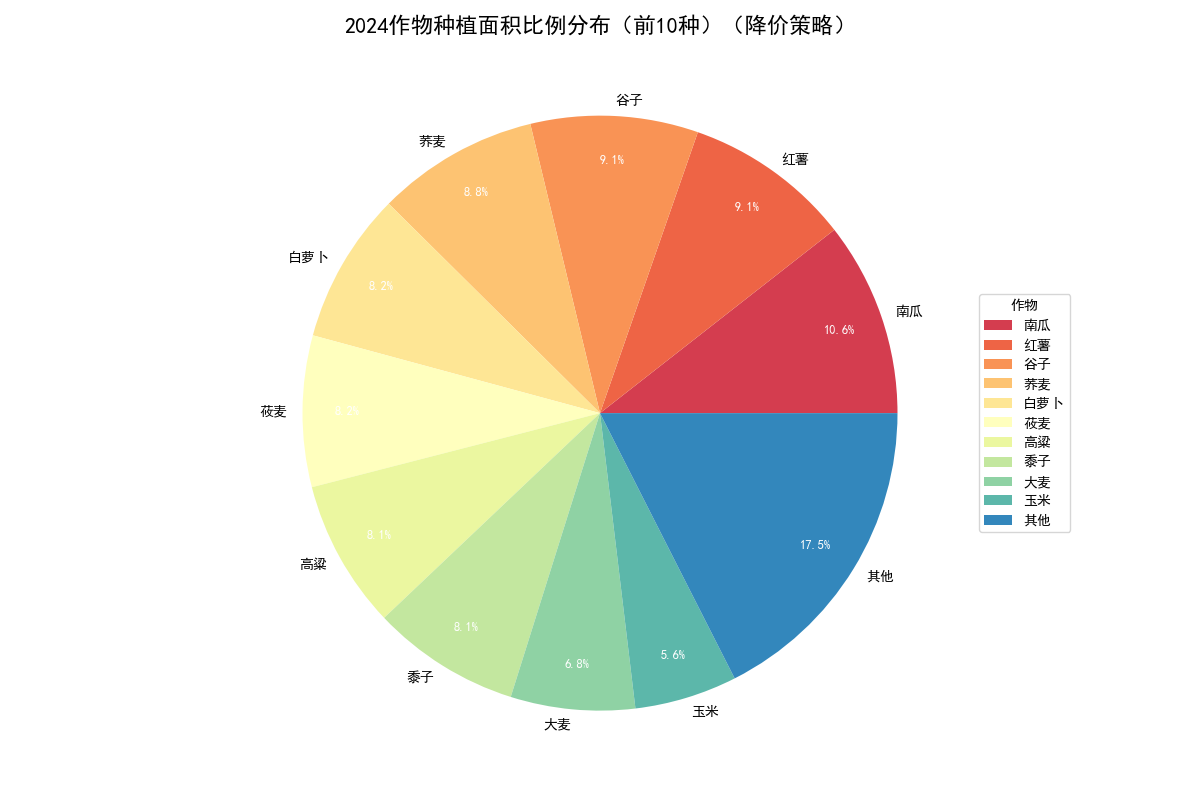 2024作物种植面积比例分布（前10种）（降价策略）
谷子
荞麦
红薯
白萝卜
南瓜
莜麦
高粱
黍子
大麦
玉米
其他
9.1%
8.8%
9.1%
8.2%
10.6%
8.1%
8.1%
6.8%
5.6%
17.5%
作物
南瓜
红薯
谷子
荞麦
白萝卜
莜麦
高粱
黍子
大麦
玉米
其他